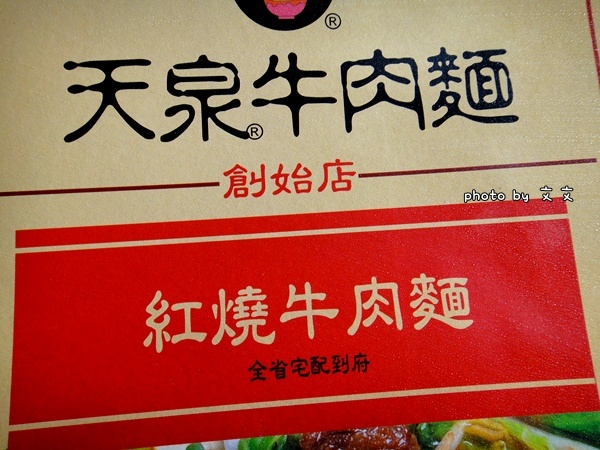 ®
天泉®牛肉麵
創始店
photo by 文文
紅燒牛肉麵
全省宅配到府